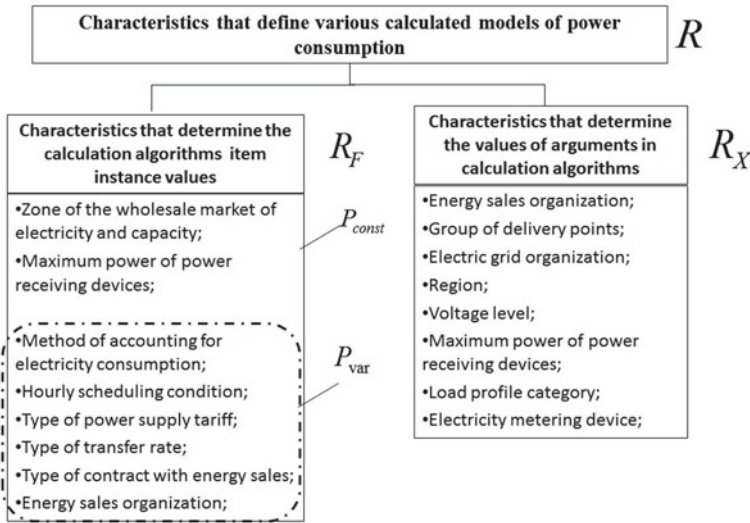 Characteristics that define various calculated models of power
consumption
R
Characteristics that determine the
calculation algorithms item
instance values
R_F
•Zone of the wholesale market of
electricity and capacity;
•Maximum power of power
receiving devices;
P_const
•Method of accounting for
electricity consumption;
•Hourly scheduling condition;
•Type of power supply tariff;
•Type of transfer rate;
•Type of contract with energy sales;
•Energy sales organization;
P_var
Characteristics that determine
the values of arguments in
calculation algorithms
R_X
•Energy sales organization;
•Group of delivery points;
•Electric grid organization;
•Region;
•Voltage level;
•Maximum power of power
receiving devices;
•Load profile category;
•Electricity metering device;